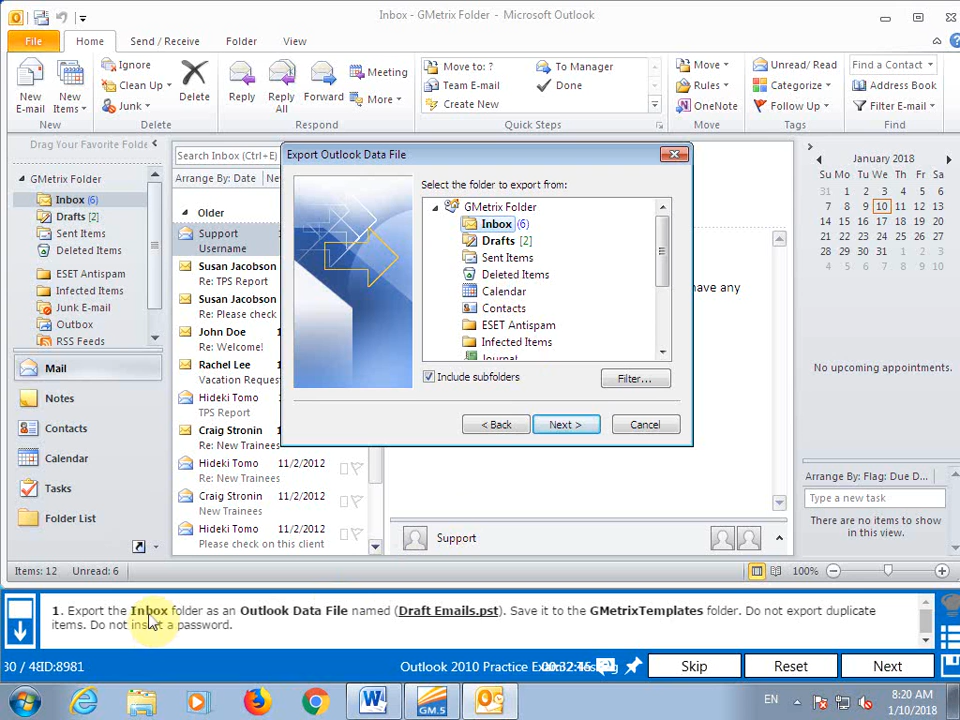 Inbox - GMetrix Folder - Microsoft Outlook
File Home Send / Receive Folder View
New E-mail
New Items
New
Ignore
Clean Up
Junk
Delete
Delete
Reply
Reply All
Forward
Meeting
More
Respond
Move to: ?
Team E-mail
Create New
To Manager
Done
Quick Steps
Move
Rules
OneNote
Move
Unread/ Read
Categorize
Follow Up
Tags
Find a Contact
Address Book
Filter E-mail
Find
Drag Your Favorite Folde
GMetrix Folder
Inbox (6)
Drafts [2]
Sent Items
Deleted Items
ESET Antispam
Infected Items
Junk E-mail
Outbox
RSS Feeds
Mail
Notes
Contacts
Calendar
Tasks
Folder List
Search Inbox (Ctrl+E)
Arrange By: Date
Older
Support
Username
Susan Jacobson
Re: TPS Report
Susan Jacobson
Re: Please check
John Doe
Re: Welcome!
Rachel Lee
Vacation Reques
Hideki Tomo
TPS Report
Craig Stronin
Re: New Trainees
Hideki Tomo 11/2/2012
Re: New Trainees
Craig Stronin 11/2/2012
New Trainees
Hideki Tomo 11/2/2012
Please check on this client
Export Outlook Data File
Select the folder to export from:
GMetrix Folder
Inbox (6)
Drafts [2]
Sent Items
Deleted Items
Calendar
Contacts
ESET Antispam
Infected Items
Journal
Include subfolders
Filter...
< Back
Next >
Cancel
have any
Support
January 2018
Su Mo Tu We Th Fr Sa
31 1 2 3 4 5 6
7 8 9 10 11 12 13
14 15 16 17 18 19 20
21 22 23 24 25 26 27
28 29 30 31 1 2 3
4 5 6 7 8 9 10
No upcoming appointments.
Arrange By: Flag: Due D...
Type a new task
There are no items to show
in this view.
Items: 12 Unread: 6
100%
1. Export the Inbox folder as an Outlook Data File named (Draft Emails.pst). Save it to the GMetrixTemplates folder. Do not export duplicate
items. Do not insert a password.
30 / 48ID:8981
Outlook 2010 Practice
00:32:45
Skip
Reset
Next
GM.5
EN
8:20 AM
1/10/2018